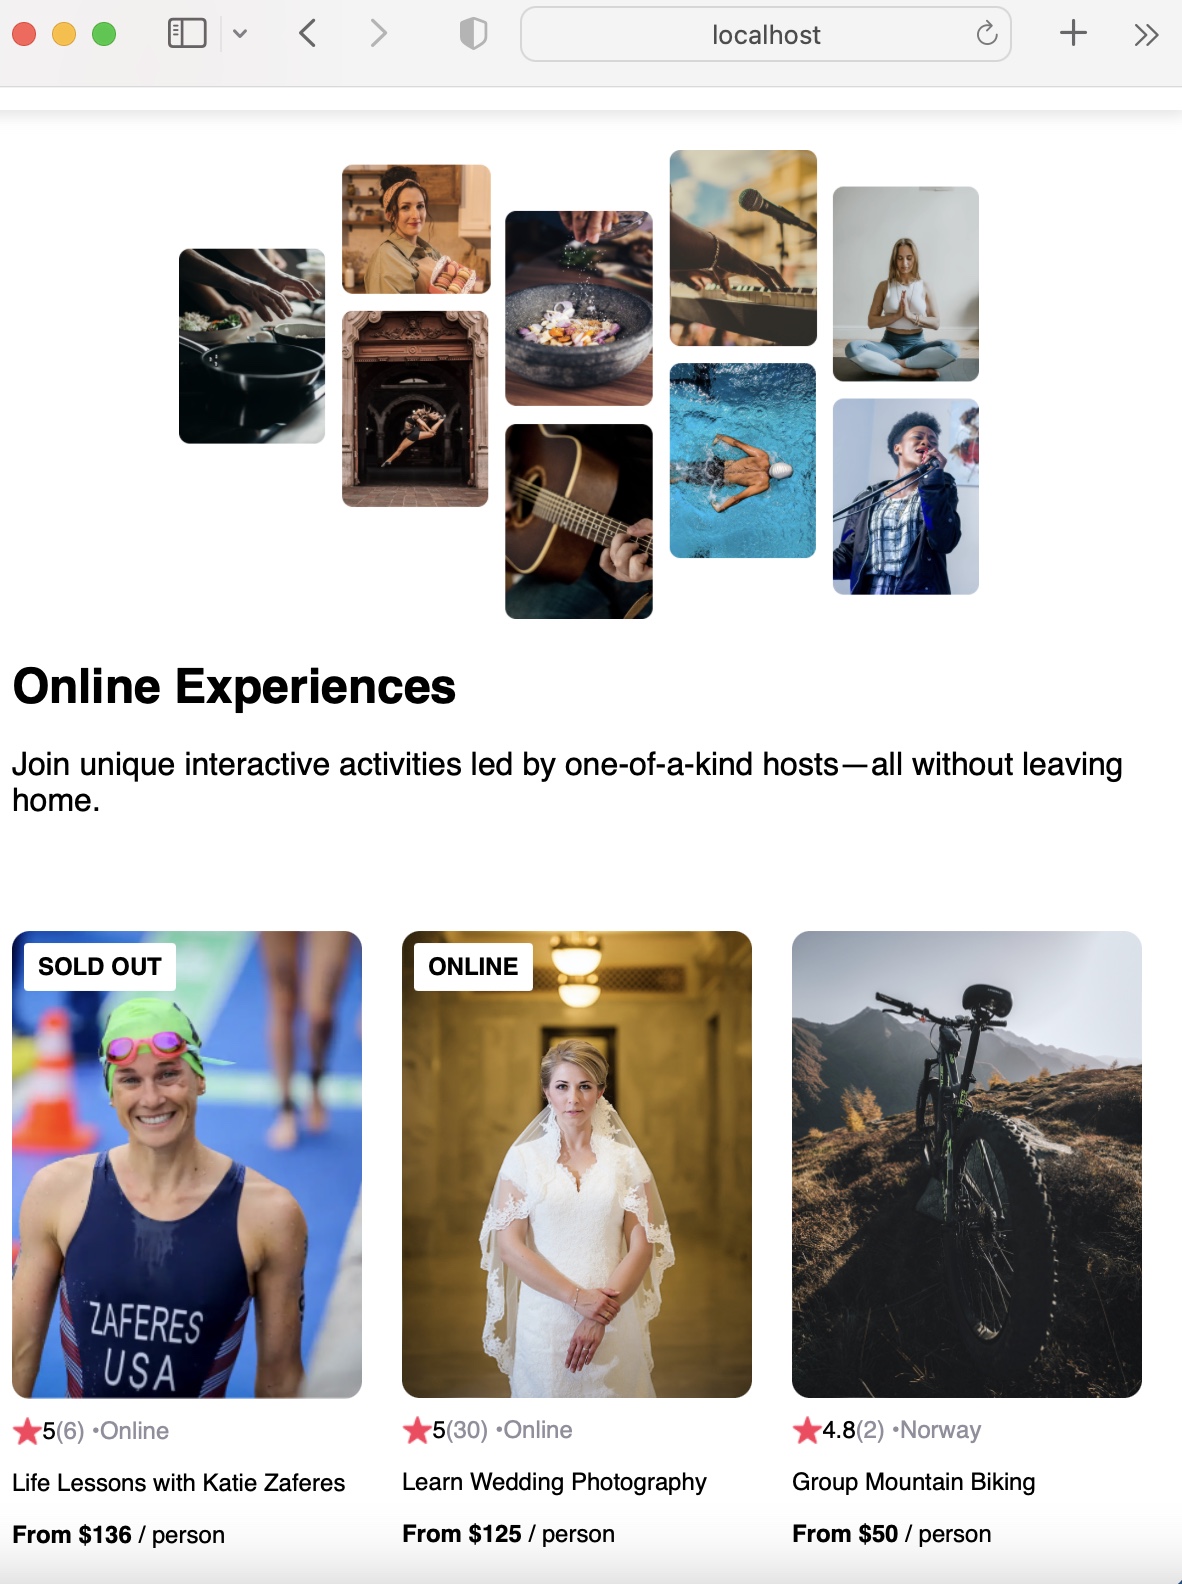 localhost
Online Experiences
Join unique interactive activities led by one-of-a-kind hosts—all without leaving
home.
SOLD OUT
ZAFERES
USA
5(6) •Online
Life Lessons with Katie Zaferes
From $136 / person
ONLINE
5(30) •Online
Learn Wedding Photography
From $125 / person
4.8(2) •Norway
Group Mountain Biking
From $50 / person